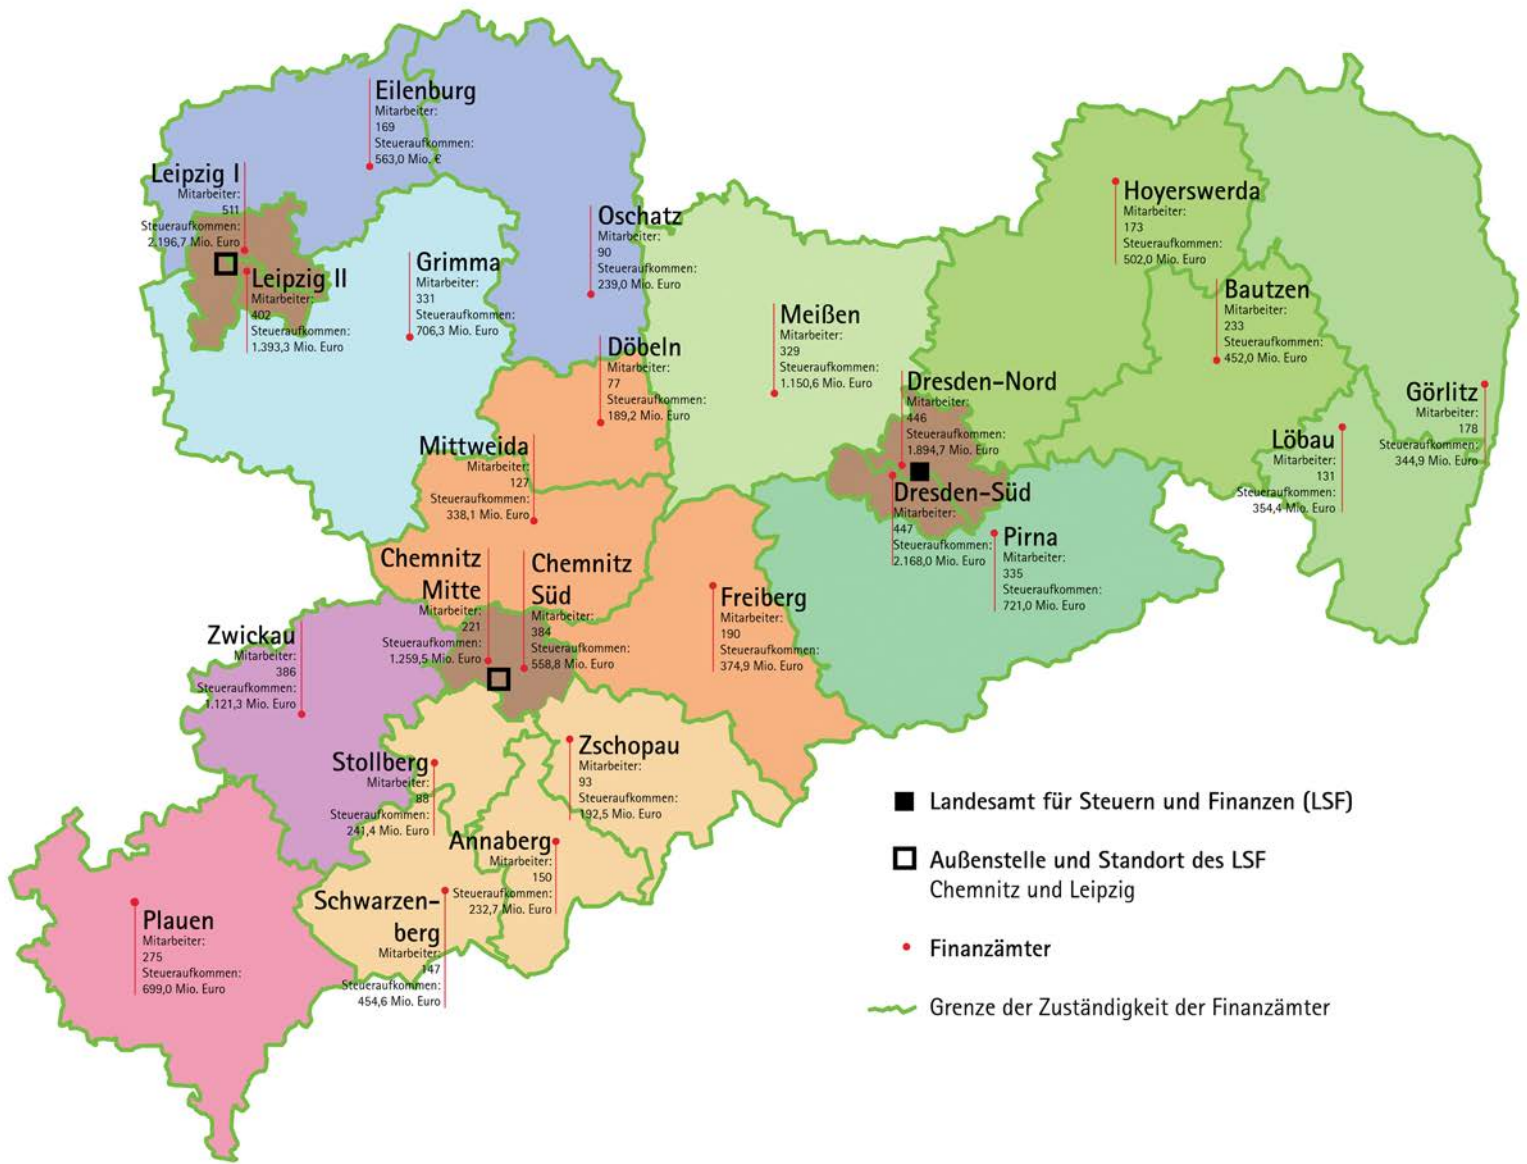 Eilenburg
Mitarbeiter:
169
Steueraufkommen:
563,0 Mio. €
Leipzig I
Mitarbeiter:
511
Steueraufkommen:
2.196,7 Mio. Euro
Leipzig II
Mitarbeiter:
402
Steueraufkommen:
1.393,3 Mio. Euro
Grimma
Mitarbeiter:
331
Steueraufkommen:
706,3 Mio. Euro
Oschatz
Mitarbeiter:
90
Steueraufkommen:
239,0 Mio. Euro
Döbeln
Mitarbeiter:
77
Steueraufkommen:
189,2 Mio. Euro
Meißen
Mitarbeiter:
329
Steueraufkommen:
1.150,6 Mio. Euro
Hoyerswerda
Mitarbeiter:
173
Steueraufkommen:
502,0 Mio. Euro
Bautzen
Mitarbeiter:
233
Steueraufkommen:
452,0 Mio. Euro
Dresden-Nord
Mitarbeiter:
446
Steueraufkommen:
1.894,7 Mio. Euro
Görlitz
Mitarbeiter:
178
Steueraufkommen:
344,9 Mio. Euro
Löbau
Mitarbeiter:
131
Steueraufkommen:
354,4 Mio. Euro
Mittweida
Mitarbeiter:
127
Steueraufkommen:
338,1 Mio. Euro
Dresden-Süd
Mitarbeiter:
447
Steueraufkommen:
2.168,0 Mio. Euro
Pirna
Mitarbeiter:
335
Steueraufkommen:
721,0 Mio. Euro
Chemnitz
Mitte
Mitarbeiter:
221
Steueraufkommen:
1.259,5 Mio. Euro
Chemnitz
Süd
Mitarbeiter:
384
Steueraufkommen:
558,8 Mio. Euro
Freiberg
Mitarbeiter:
190
Steueraufkommen:
374,9 Mio. Euro
Zwickau
Mitarbeiter:
386
Steueraufkommen:
1.121,3 Mio. Euro
Stollberg
Mitarbeiter:
88
Steueraufkommen:
241,4 Mio. Euro
Zschopau
Mitarbeiter:
93
Steueraufkommen:
192,5 Mio. Euro
Annaberg
Mitarbeiter:
150
Steueraufkommen:
232,7 Mio. Euro
Schwarzen-
berg
Mitarbeiter:
147
Steueraufkommen:
454,6 Mio. Euro
Plauen
Mitarbeiter:
275
Steueraufkommen:
699,0 Mio. Euro
Landesamt für Steuern und Finanzen (LSF)
Außenstelle und Standort des LSF
Chemnitz und Leipzig
Finanzämter
Grenze der Zuständigkeit der Finanzämter